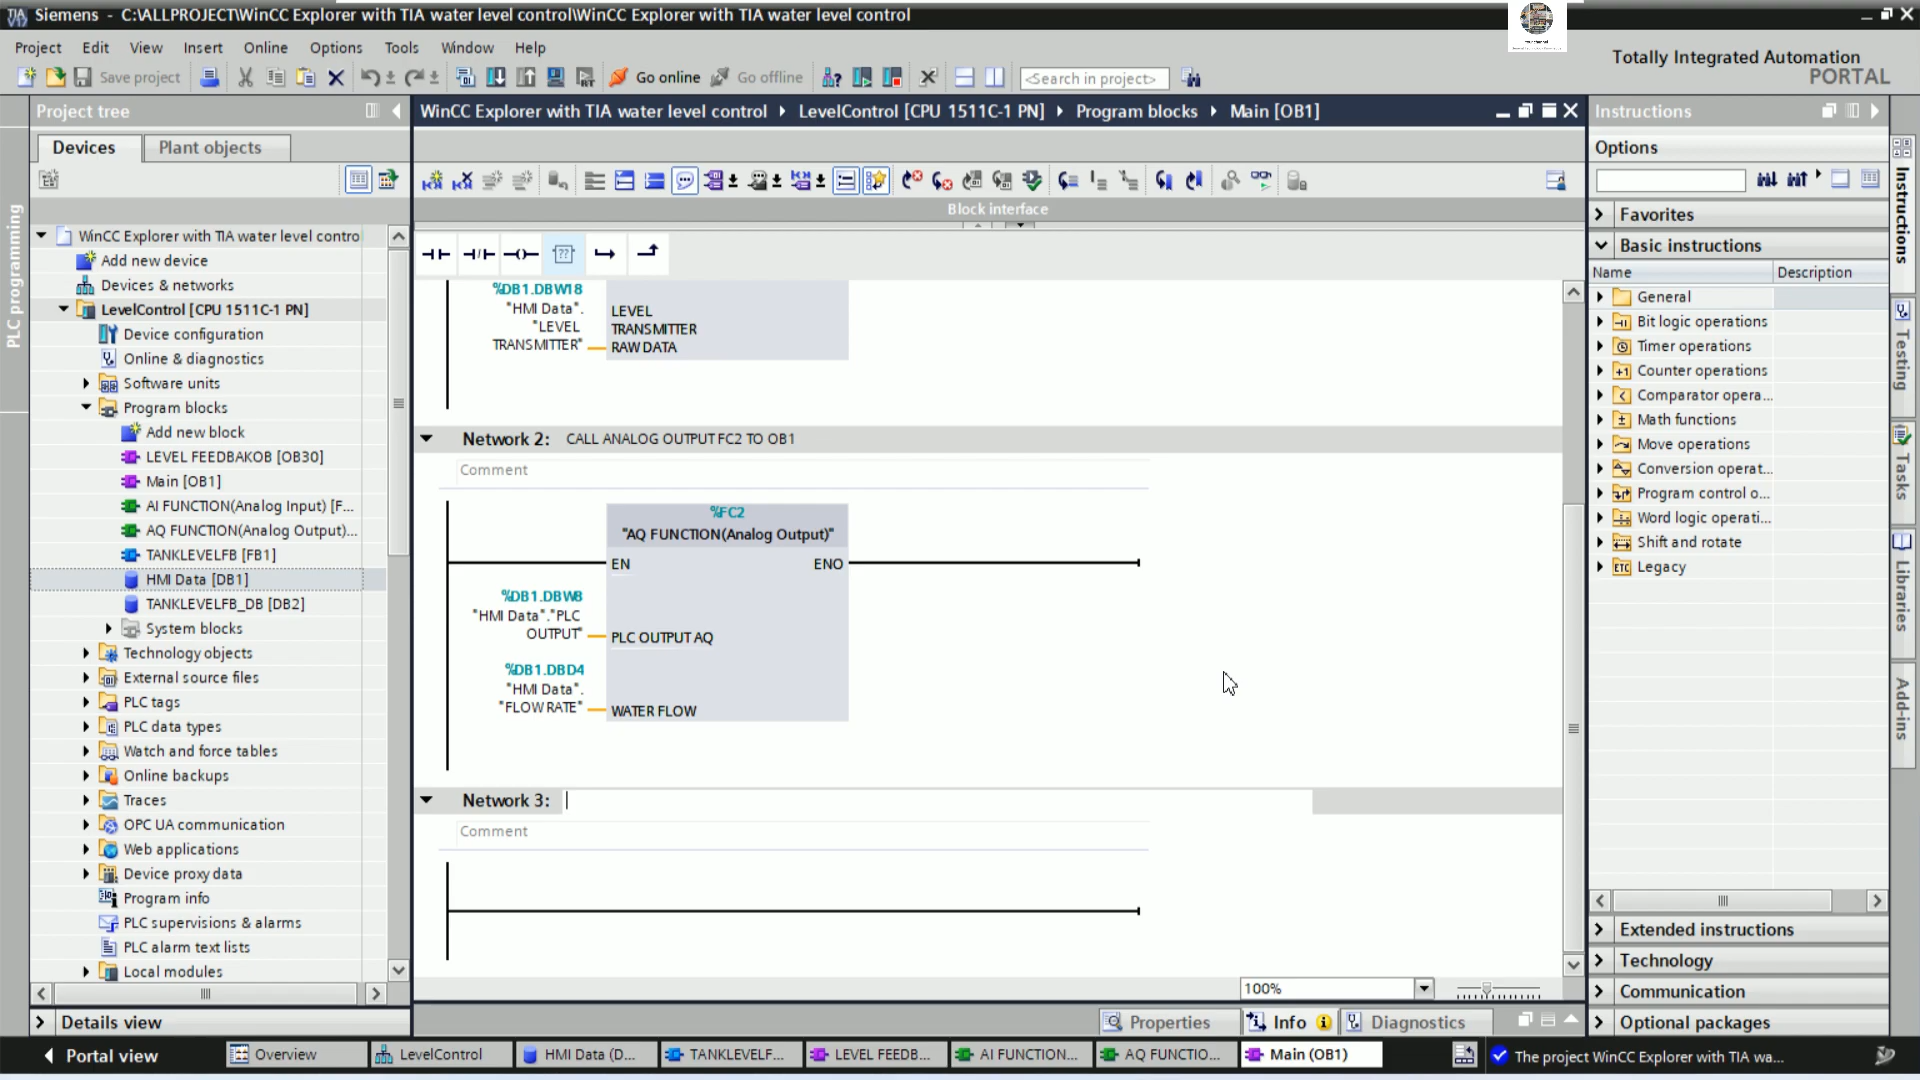 Siemens - C:\ALLPROJECT\WinCC Explorer with TIA water level control\WinCC Explorer with TIA water level control
Project Edit View Insert Online Options Tools Window Help
Totally Integrated Automation
PORTAL
Save project
Go online
Go offline
<Search in project>
Project tree
WinCC Explorer with TIA water level control
LevelControl [CPU 1511C-1 PN]
Program blocks
Main [OB1]
Instructions
Devices
Plant objects
Options
Block interface
PLC programming
WinCC Explorer with TIA water level contro
Add new device
Devices & networks
LevelControl [CPU 1511C-1 PN]
Device configuration
Online & diagnostics
Software units
Program blocks
Add new block
LEVEL FEEDBAKOB [OB30]
Main [OB1]
AI FUNCTION(Analog Input) [F...
AQ FUNCTION(Analog Output)...
TANKLEVELFB [FB1]
HMI Data [DB1]
TANKLEVELFB_DB [DB2]
System blocks
Technology objects
External source files
PLC tags
PLC data types
Watch and force tables
Online backups
Traces
OPC UA communication
Web applications
Device proxy data
Program info
PLC supervisions & alarms
PLC alarm text lists
Local modules
Details view
??
%DB1.DBW18
"HMI Data".
"LEVEL
TRANSMITTER"
LEVEL
TRANSMITTER
RAW DATA
Network 2: CALL ANALOG OUTPUT FC2 TO OB1
Comment
%FC2
"AQ FUNCTION(Analog Output)"
EN
ENO
%DB1.DBW8
"HMI Data"."PLC
OUTPUT"
PLC OUTPUT AQ
%DB1.DBD4
"HMI Data".
"FLOW RATE"
WATER FLOW
Network 3:
Comment
100%
Properties
Info
Diagnostics
Favorites
Basic instructions
Name Description
General
Bit logic operations
Timer operations
Counter operations
Comparator opera...
Math functions
Move operations
Conversion operat...
Program control o...
Word logic operati...
Shift and rotate
Legacy
Extended instructions
Technology
Communication
Optional packages
Instructions
Testing
Tasks
Libraries
Add-ins
Portal view
Overview
LevelControl
HMI Data (D...
TANKLEVELF...
LEVEL FEEDB...
AI FUNCTION...
AQ FUNCTIO...
Main (OB1)
The project WinCC Explorer with TIA wa...